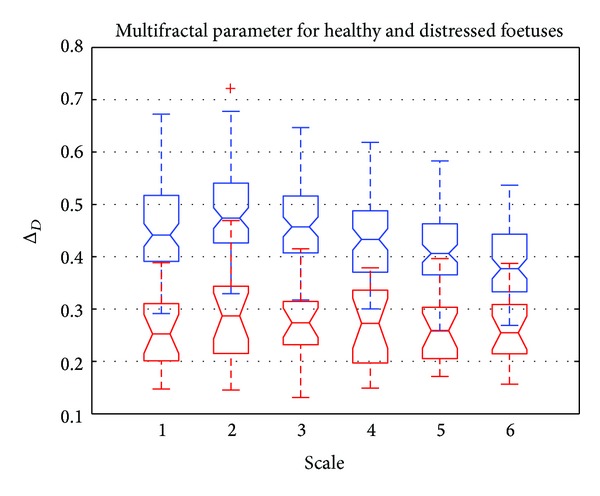 Multifractal parameter for healthy and distressed foetuses
0.8
0.7
0.6
0.5
0.4
0.3
0.2
0.1
Δ_D
1 2 3 4 5 6
Scale